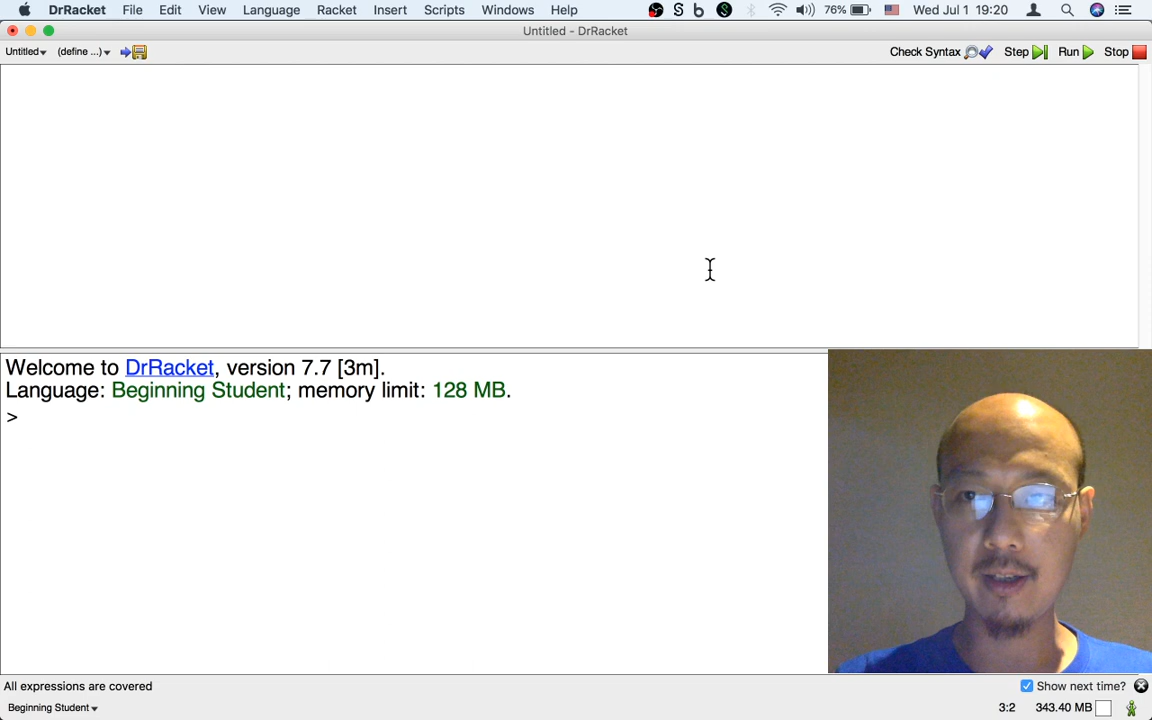 DrRacket File Edit View Language Racket Insert Scripts Windows Help 76% Wed Jul 1 19:20
Untitled - DrRacket
Untitled (define ...) Check Syntax Step Run Stop
Welcome to DrRacket, version 7.7 [3m].
Language: Beginning Student; memory limit: 128 MB.
>
All expressions are covered Show next time?
Beginning Student 3:2 343.40 MB